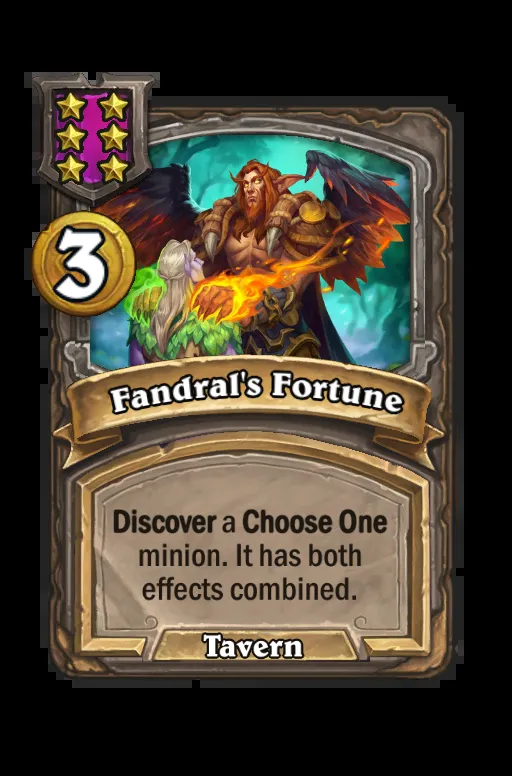 3
Fandral's Fortune
Discover a Choose One
minion. It has both
effects combined.
Tavern